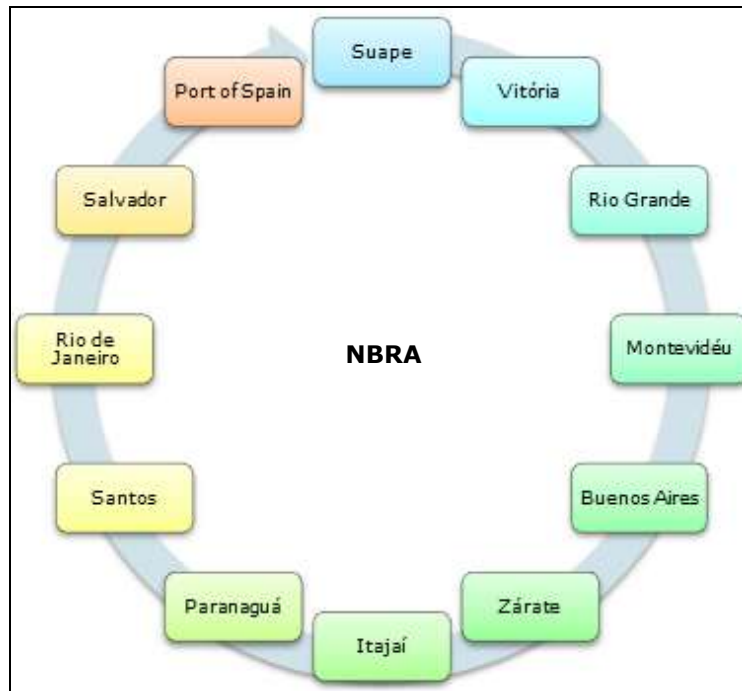 Suape
Vitória
Rio Grande
Montevidéu
Buenos Aires
Zárate
Itajaí
Paranaguá
Santos
Rio de
Janeiro
Salvador
Port of Spain
NBRA